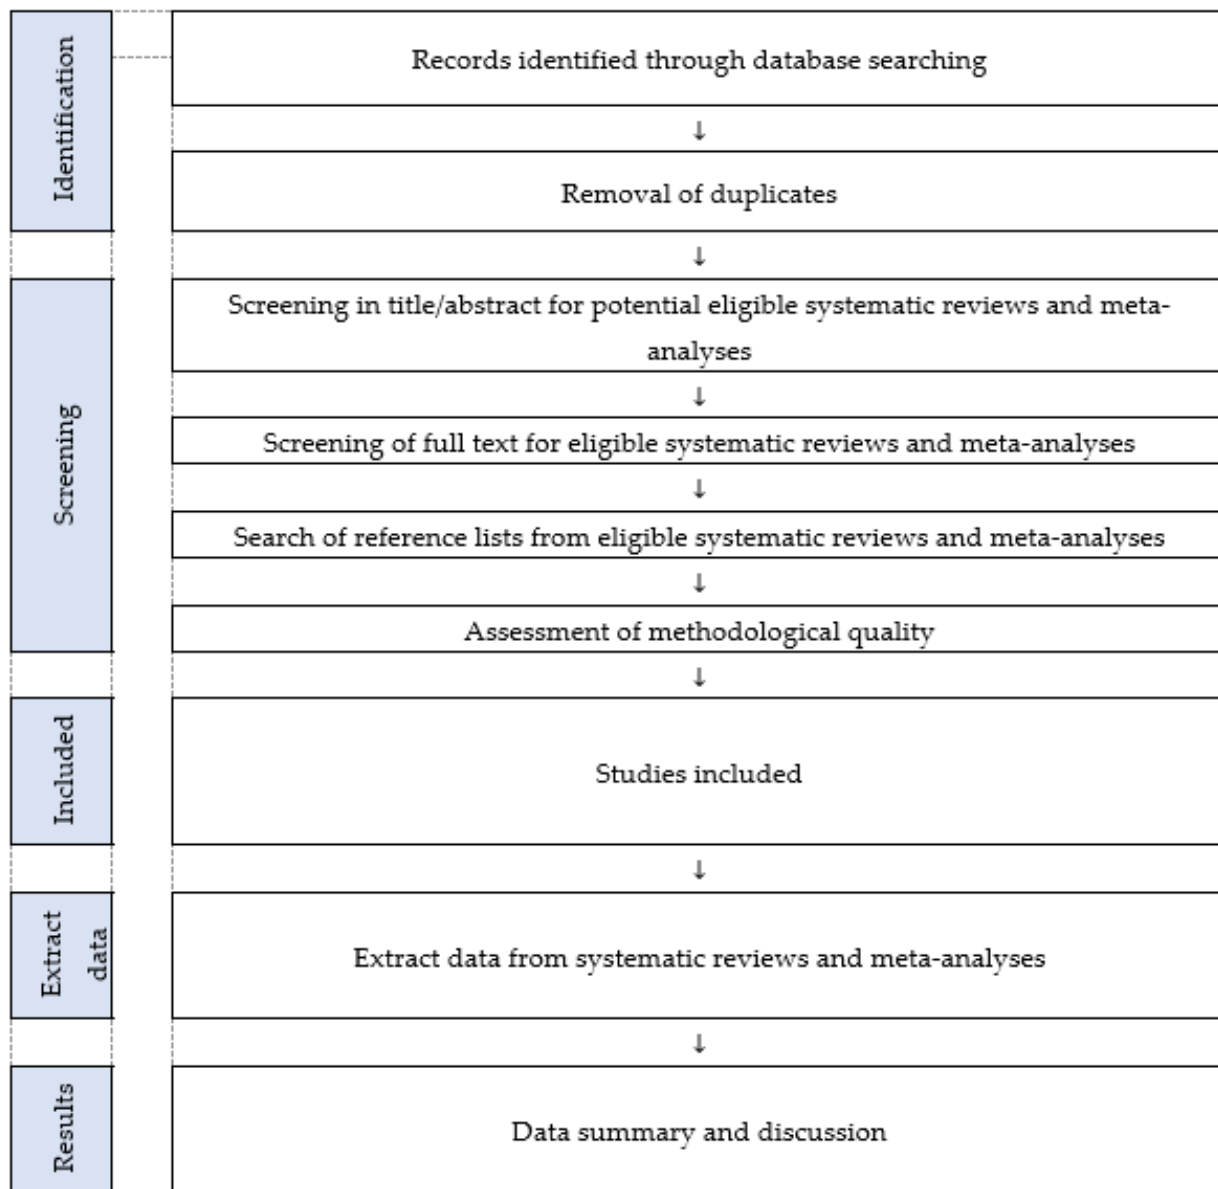 Identification
Records identified through database searching
↓
Removal of duplicates
↓
Screening
Screening in title/abstract for potential eligible systematic reviews and meta-
analyses
↓
Screening of full text for eligible systematic reviews and meta-analyses
↓
Search of reference lists from eligible systematic reviews and meta-analyses
↓
Assessment of methodological quality
↓
Included
Studies included
↓
Extract
data
Extract data from systematic reviews and meta-analyses
↓
Results
Data summary and discussion